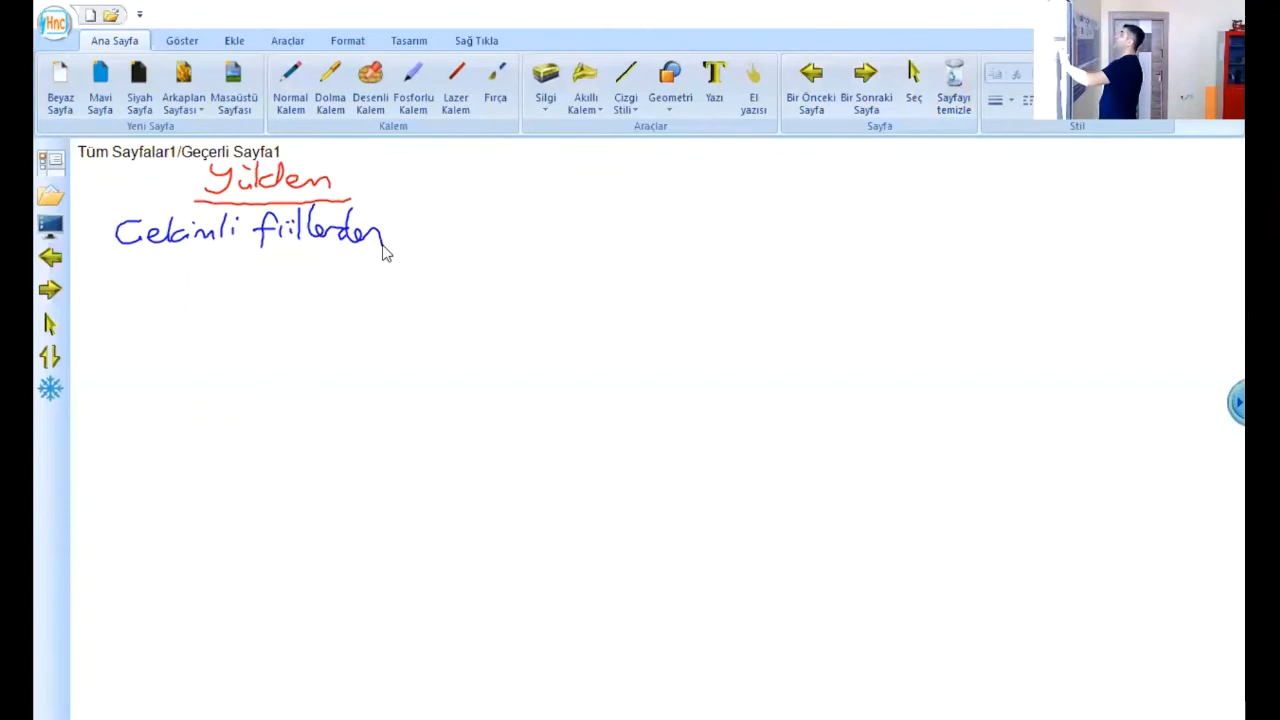 Hnc
Ana Sayfa Göster Ekle Araçlar Format Tasarım Sağ Tıkla
Beyaz Sayfa Mavi Sayfa Siyah Sayfa Arkaplan Sayfası Masaüstü Sayfası Normal Kalem Dolma Kalem Desenli Kalem Fosforlu Kalem Lazer Kalem Fırça Silgi Akıllı Kalem Çizgi Stili Geometri Yazı El yazısı Bir Önceki Sayfa Bir Sonraki Sayfa Seç Sayfayı temizle
Yeni Sayfa Kalem Araçlar Sayfa Stil
Tüm Sayfalar1/Geçerli Sayfa1
Yükden
Cekimli fiillerden